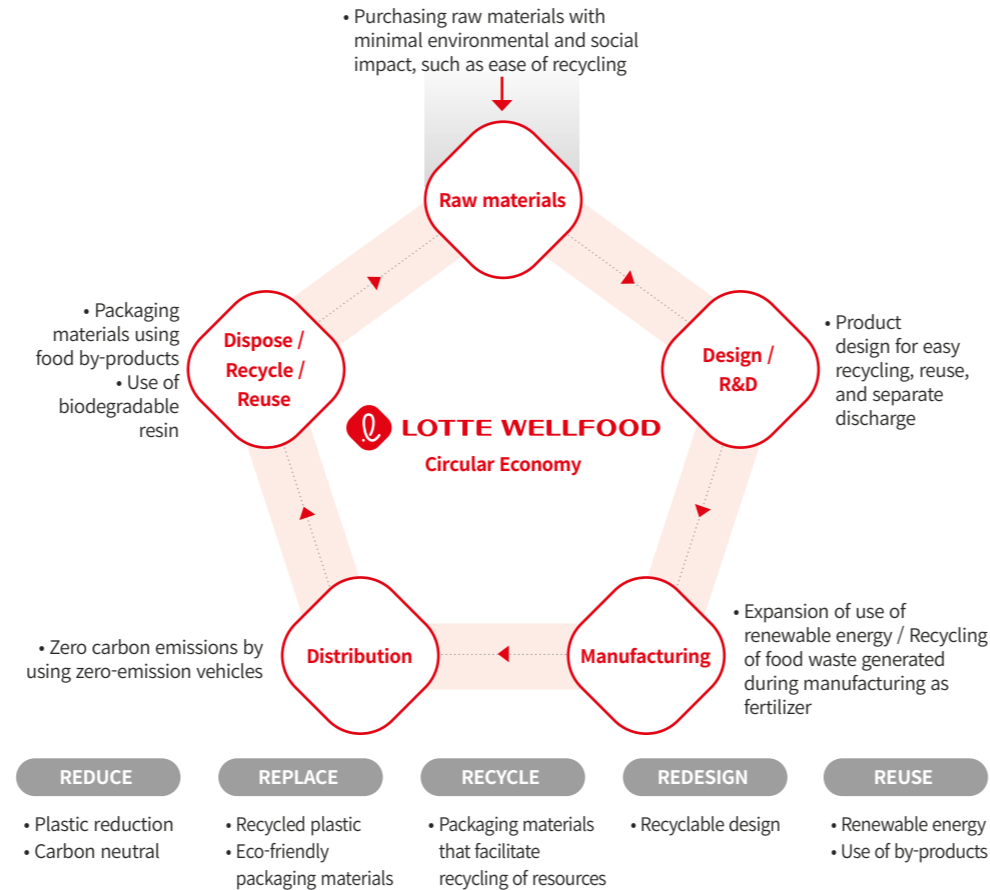 • Purchasing raw materials with
minimal environmental and social
impact, such as ease of recycling
Raw materials
• Packaging
materials using
food by-products
• Use of
biodegradable
resin
Dispose /
Recycle /
Reuse
Design /
R&D
• Product
design for easy
recycling, reuse,
and separate
discharge
LOTTE WELLFOOD
Circular Economy
• Zero carbon emissions by
using zero-emission vehicles
Distribution
Manufacturing
• Expansion of use of
renewable energy / Recycling
of food waste generated
during manufacturing as
fertilizer
REDUCE
• Plastic reduction
• Carbon neutral
REPLACE
• Recycled plastic
• Eco-friendly
packaging materials
RECYCLE
• Packaging materials
that facilitate
recycling of resources
REDESIGN
• Recyclable design
REUSE
• Renewable energy
• Use of by-products